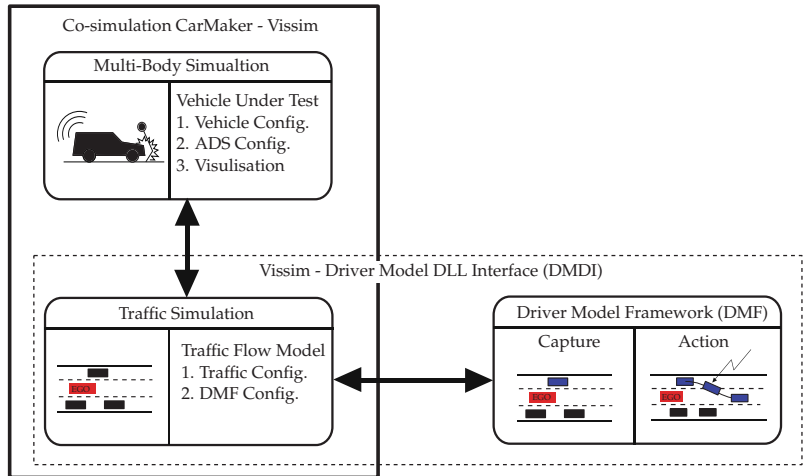 Co-simulation CarMaker - Vissim
Multi-Body Simualtion
Vehicle Under Test
1. Vehicle Config.
2. ADS Config.
3. Visulisation
Vissim - Driver Model DLL Interface (DMDI)
Traffic Simulation
Traffic Flow Model
1. Traffic Config.
2. DMF Config.
EGO
Driver Model Framework (DMF)
Capture
Action
EGO
EGO